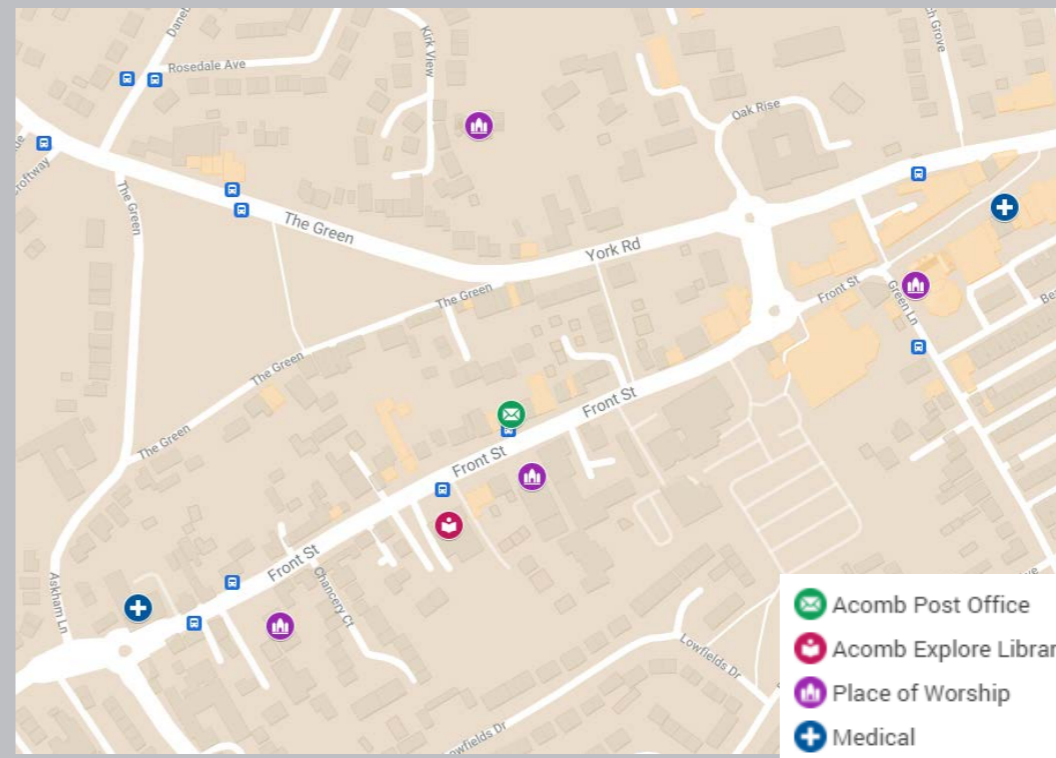 Rosedale Ave
Kirk View
Oak Rise
The Green
The Green
York Rd
The Green
Front St
Green Ln
The Green
Front St
The Green
Front St
Front St
Chancery Ct
Askham Ln
Lowfields Dr
Acomb Post Office
Acomb Explore
Place of Worship
Medical